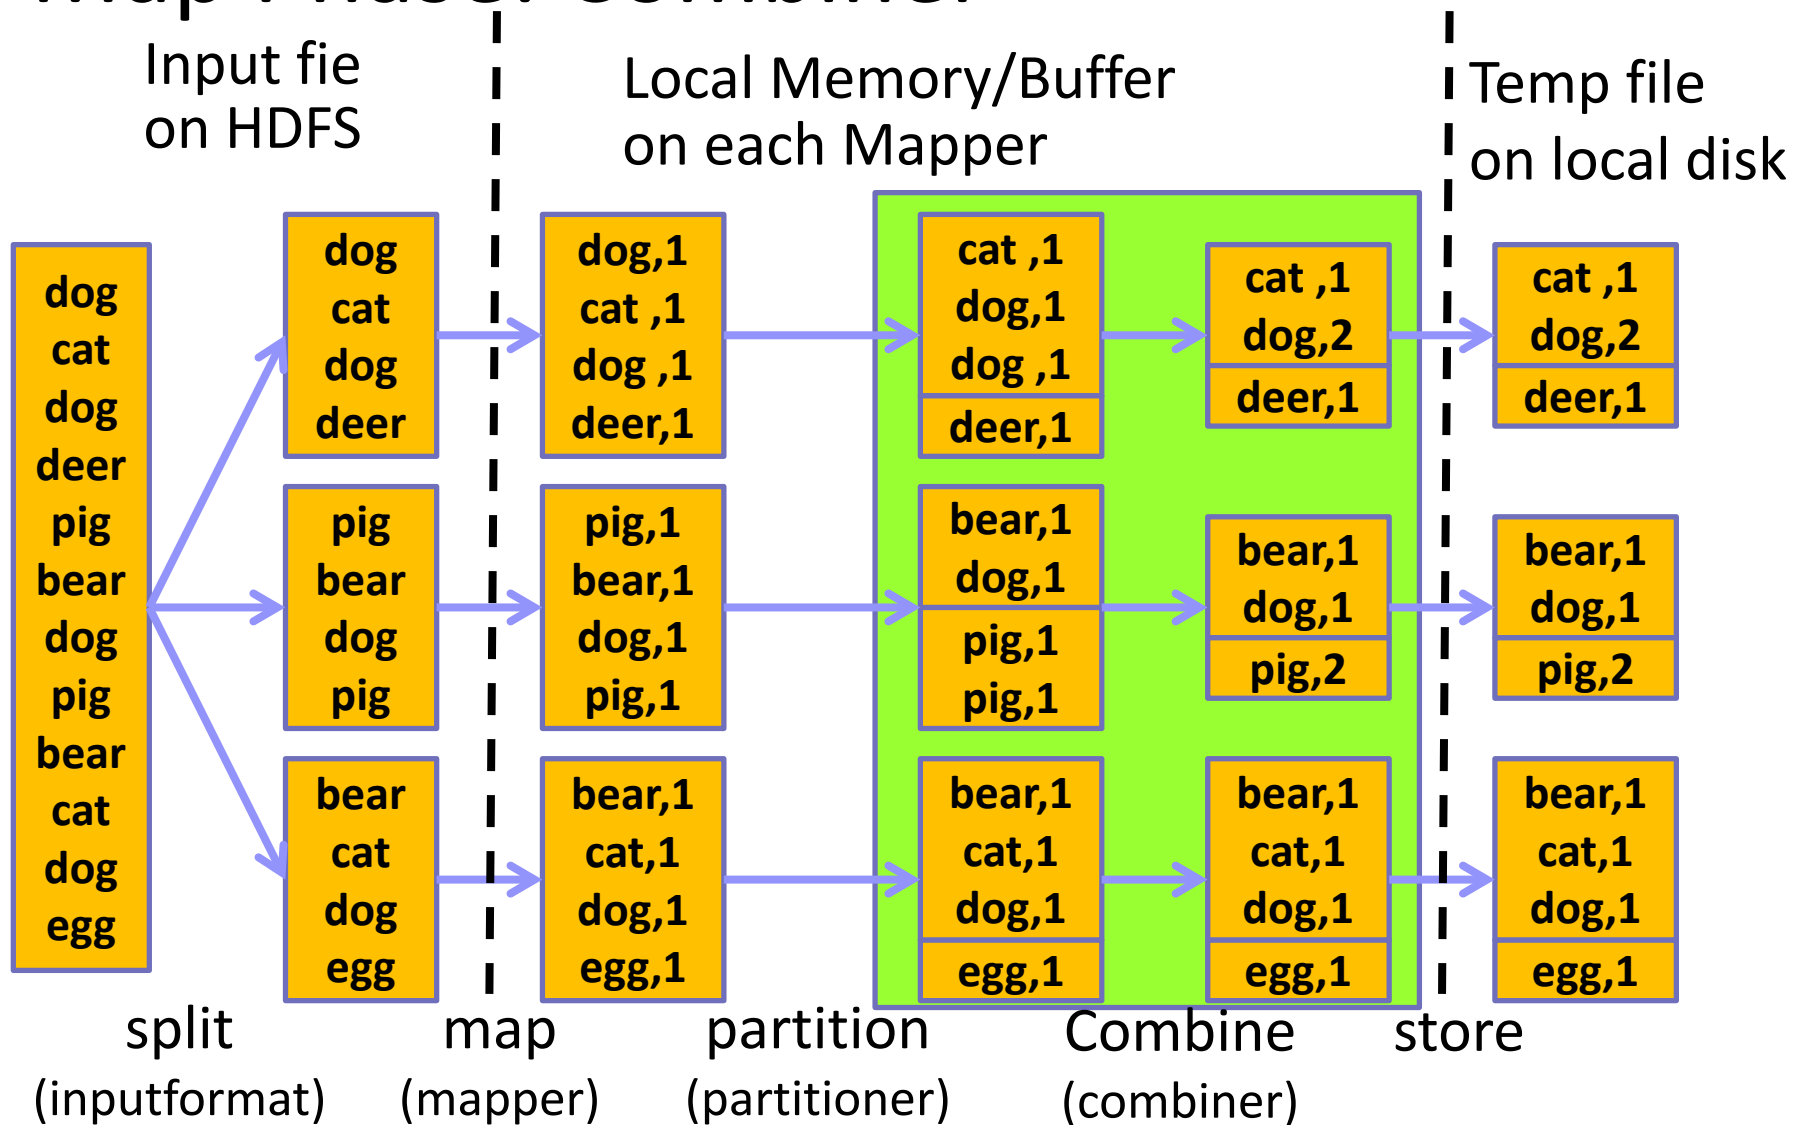 Input fie
on HDFS
Local Memory/Buffer
on each Mapper
Temp file
on local disk
dog
cat
dog
deer
pig
bear
dog
pig
bear
cat
dog
egg
dog
cat
dog
deer
pig
bear
dog
pig
bear
cat
dog
egg
dog,1
cat ,1
dog ,1
deer,1
pig,1
bear,1
dog,1
pig,1
bear,1
cat,1
dog,1
egg,1
cat ,1
dog,1
dog ,1
deer,1
bear,1
dog,1
pig,1
pig,1
bear,1
cat,1
dog,1
egg,1
cat ,1
dog,2
deer,1
bear,1
dog,1
pig,2
bear,1
cat,1
dog,1
egg,1
cat ,1
dog,2
deer,1
bear,1
dog,1
pig,2
bear,1
cat,1
dog,1
egg,1
split
(inputformat)
map
(mapper)
partition
(partitioner)
Combine
(combiner)
store